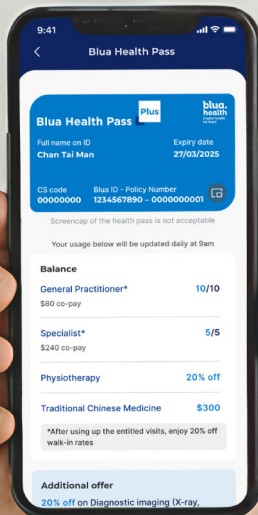 9:41
Blua Health Pass
Blua Health Pass Plus
blua.
health
Full name on ID Expiry date
Chan Tai Man 27/03/2025
CS code Blua ID - Policy Number
00000000 1234567890 – 0000000001
Screencap of the health pass is not acceptable
Your usage below will be updated daily at 9am
Balance
General Practitioner* 10/10
$80 co-pay
Specialist* 5/5
$240 co-pay
Physiotherapy 20% off
Traditional Chinese Medicine $300
*After using up the entitled visits, enjoy 20% off
walk-in rates
Additional offer
20% off on Diagnostic imaging (X-ray,